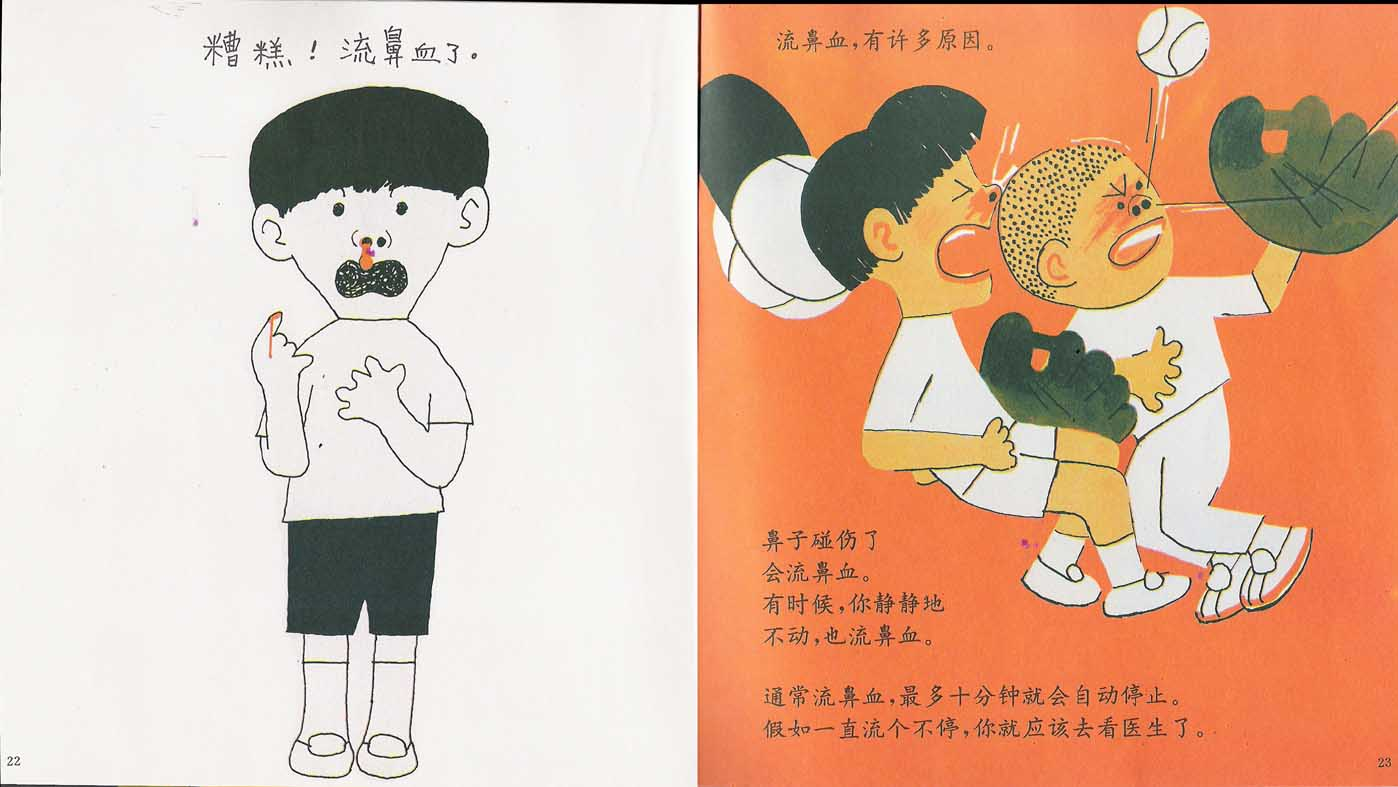 糟糕！流鼻血了。
22
流鼻血，有许多原因。
鼻子碰伤了
会流鼻血。
有时候，你静静地
不动，也流鼻血。
通常流鼻血，最多十分钟就会自动停止。
假如一直流个不停，你就应该去看医生了。
23